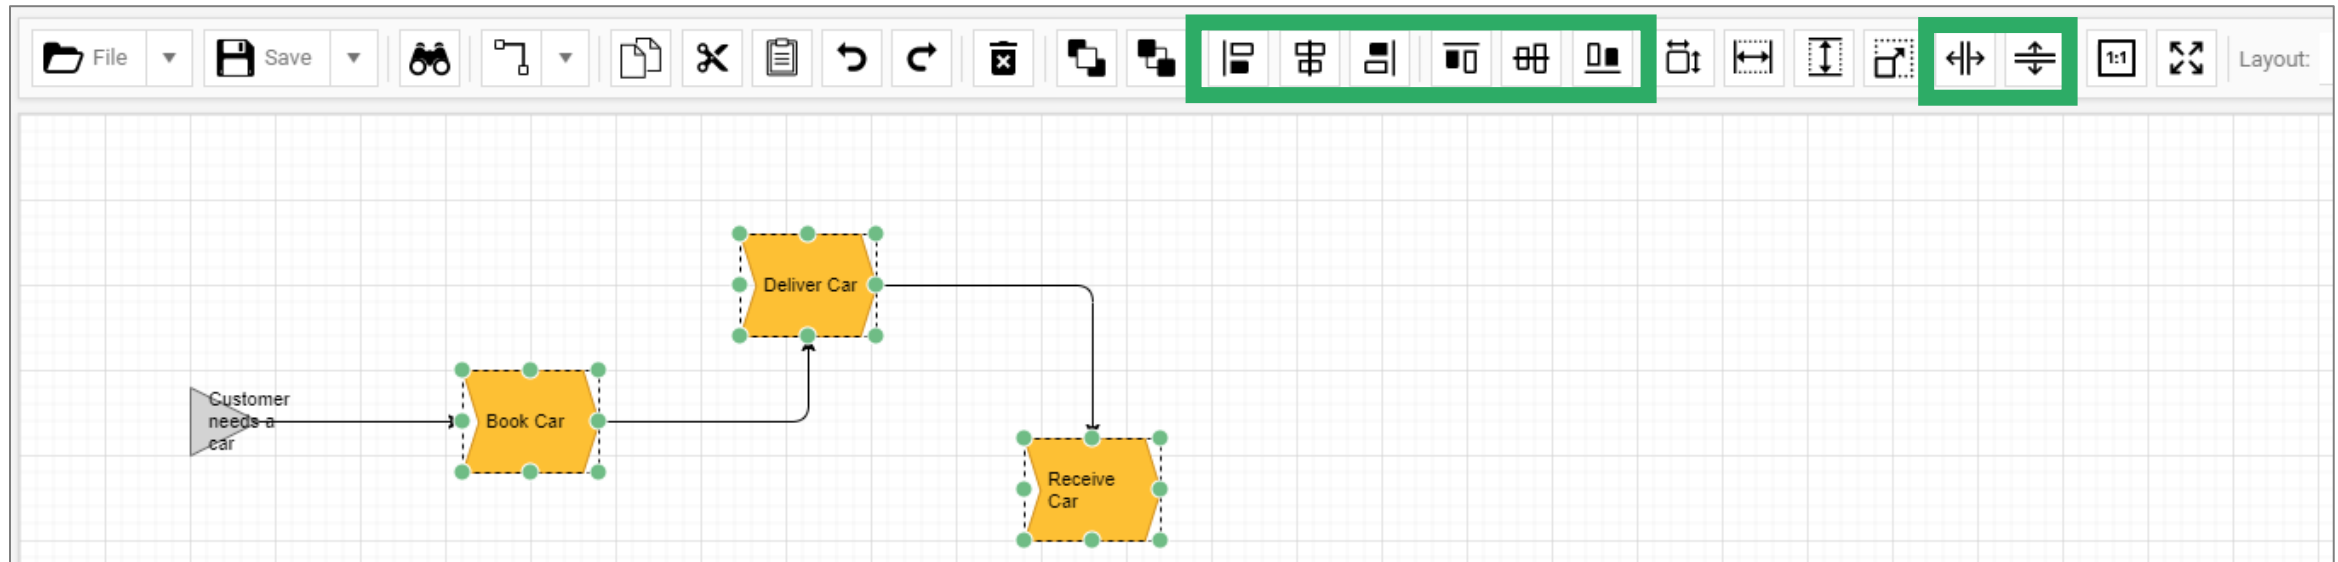 File
Save
1:1
Layout:
Deliver Car
Customer
needs a
car
Book Car
Receive
Car